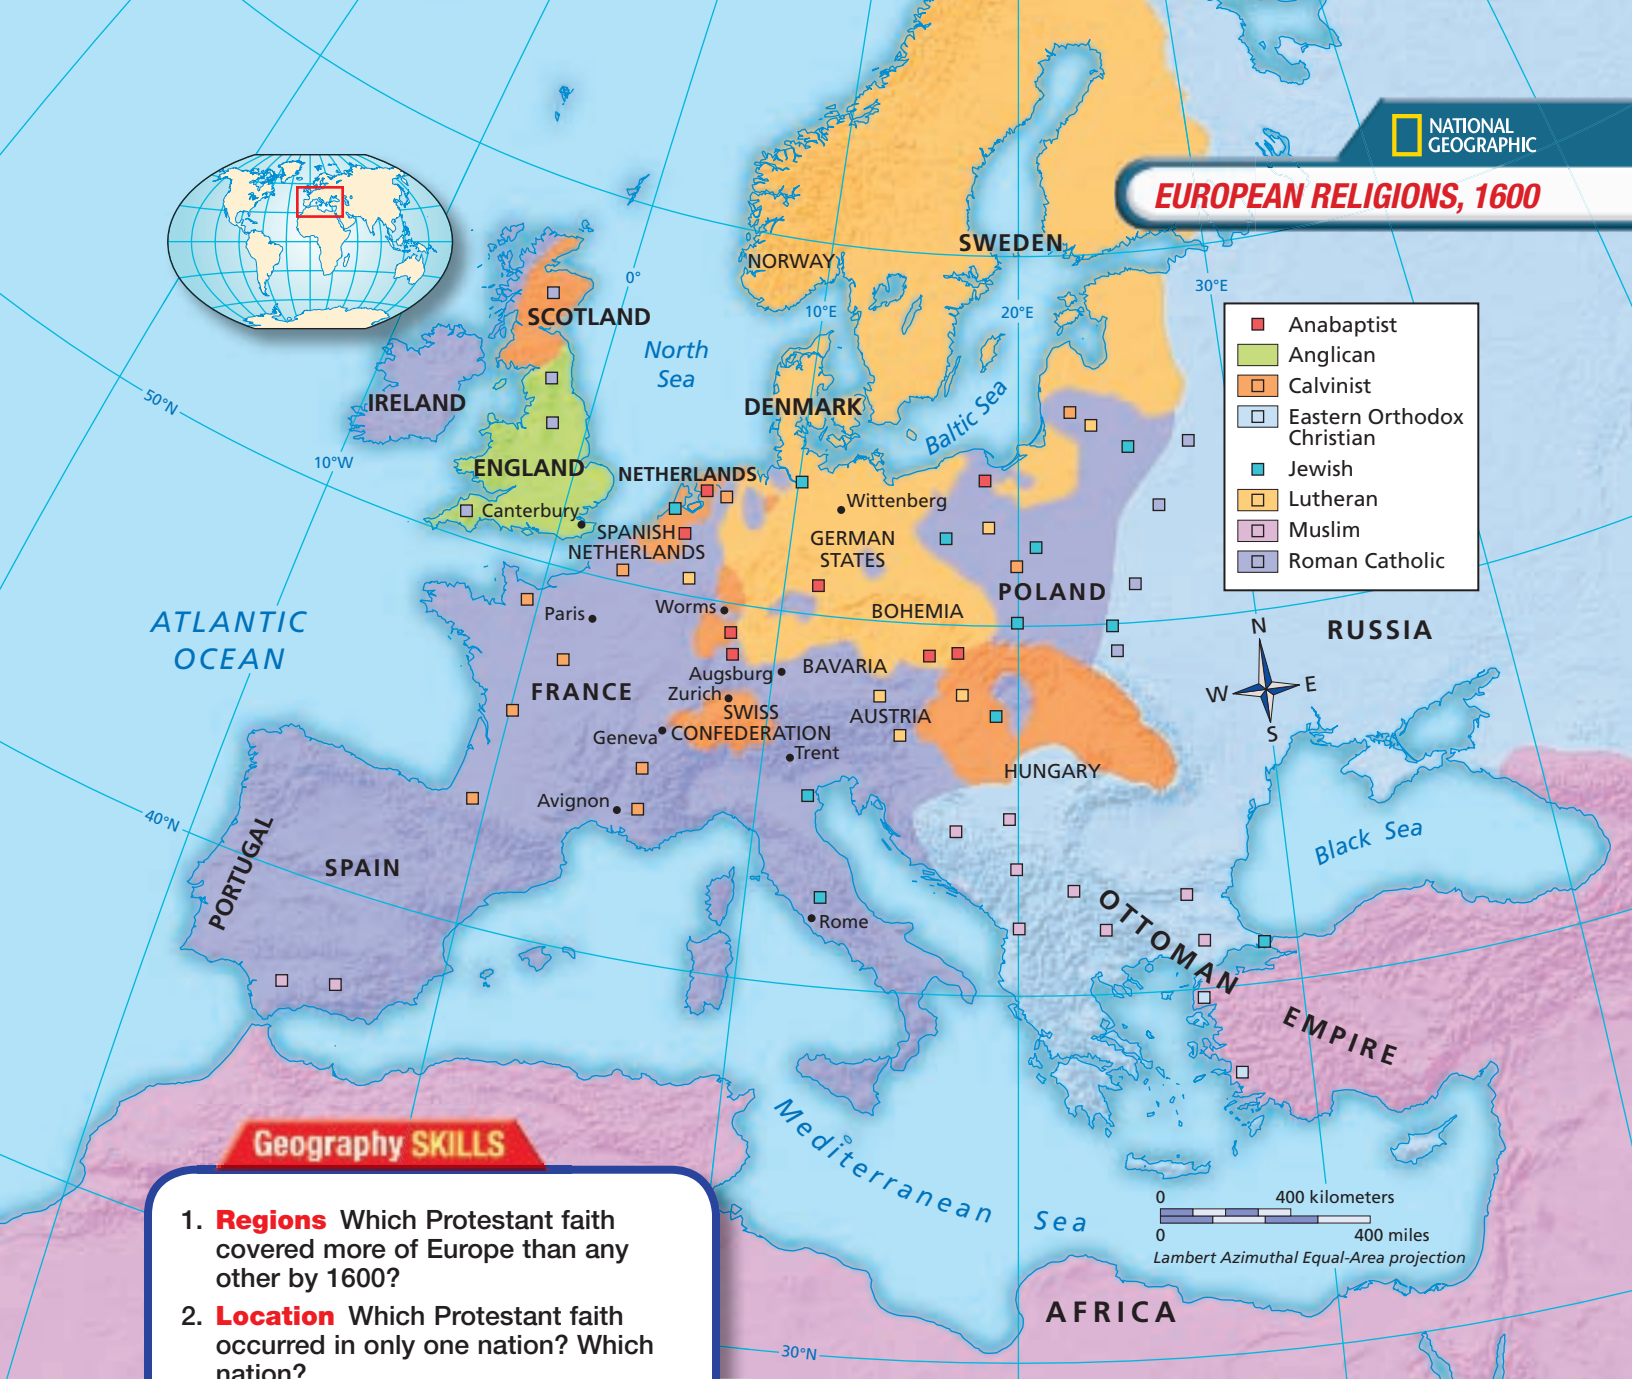 NATIONAL
GEOGRAPHIC
EUROPEAN RELIGIONS, 1600
Anabaptist
Anglican
Calvinist
Eastern Orthodox
Christian
Jewish
Lutheran
Muslim
Roman Catholic
NORWAY
SWEDEN
30°E
10°E
20°E
0°
SCOTLAND
North
Sea
50°N
IRELAND
DENMARK
Baltic Sea
10°W
ENGLAND
NETHERLANDS
Canterbury
Wittenberg
SPANISH
NETHERLANDS
GERMAN
STATES
POLAND
ATLANTIC
OCEAN
Paris
Worms
BOHEMIA
RUSSIA
N
W
E
S
Augsburg
BAVARIA
FRANCE
Zurich
SWISS
CONFEDERATION
AUSTRIA
Geneva
Trent
HUNGARY
Avignon
40°N
PORTUGAL
SPAIN
Black Sea
Rome
OTTOMAN
EMPIRE
Mediterranean Sea
0
400 kilometers
0
400 miles
Lambert Azimuthal Equal-Area projection
AFRICA
30°N
Geography SKILLS
1. Regions Which Protestant faith
covered more of Europe than any
other by 1600?
2. Location Which Protestant faith
occurred in only one nation? Which
nation?